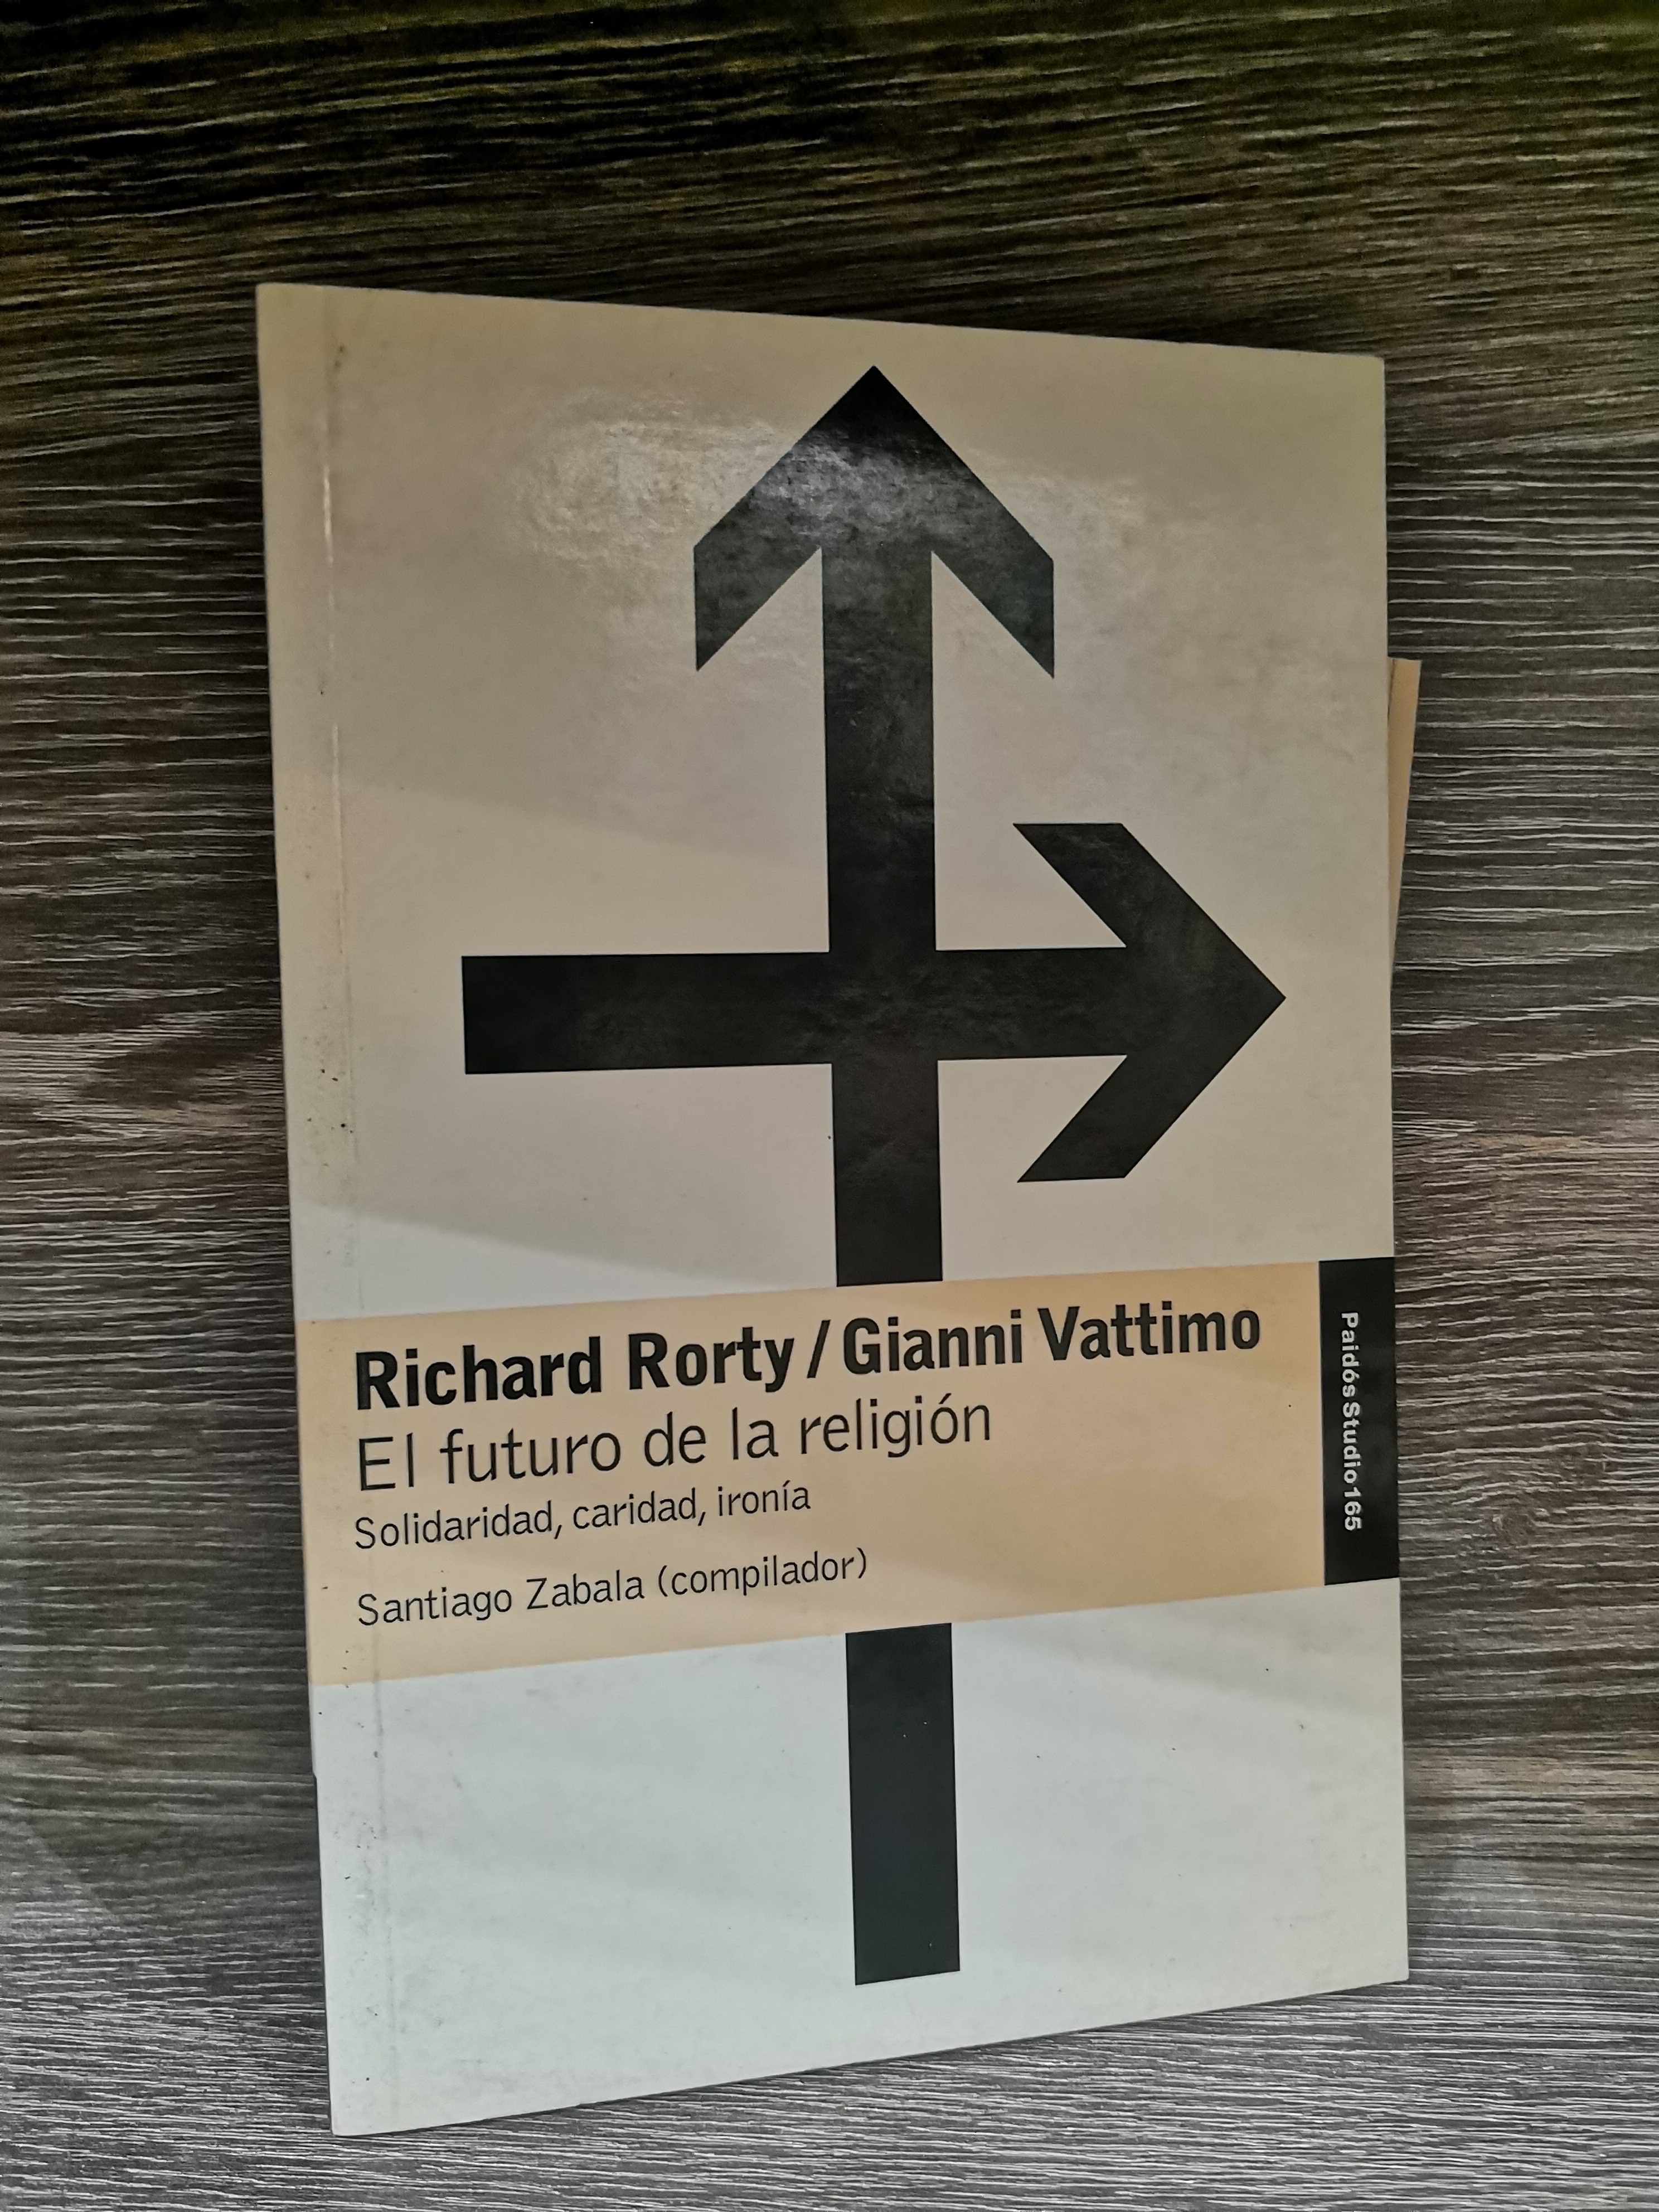 Richard Rorty / Gianni Vattimo
El futuro de la religión
Solidaridad, caridad, ironía
Santiago Zabala (compilador)
Paidós Studio 165